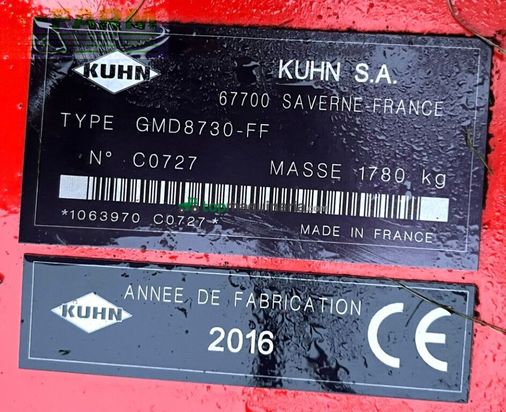 KUHN
KUHN S.A.
67700 SAVERNE-FRANCE
TYPE GMD8730-FF
N° C0727 MASSE 1780 kg
*1063970 C0727*
MADE IN FRANCE
KUHN
ANNEE DE FABRICATION
2016
CE